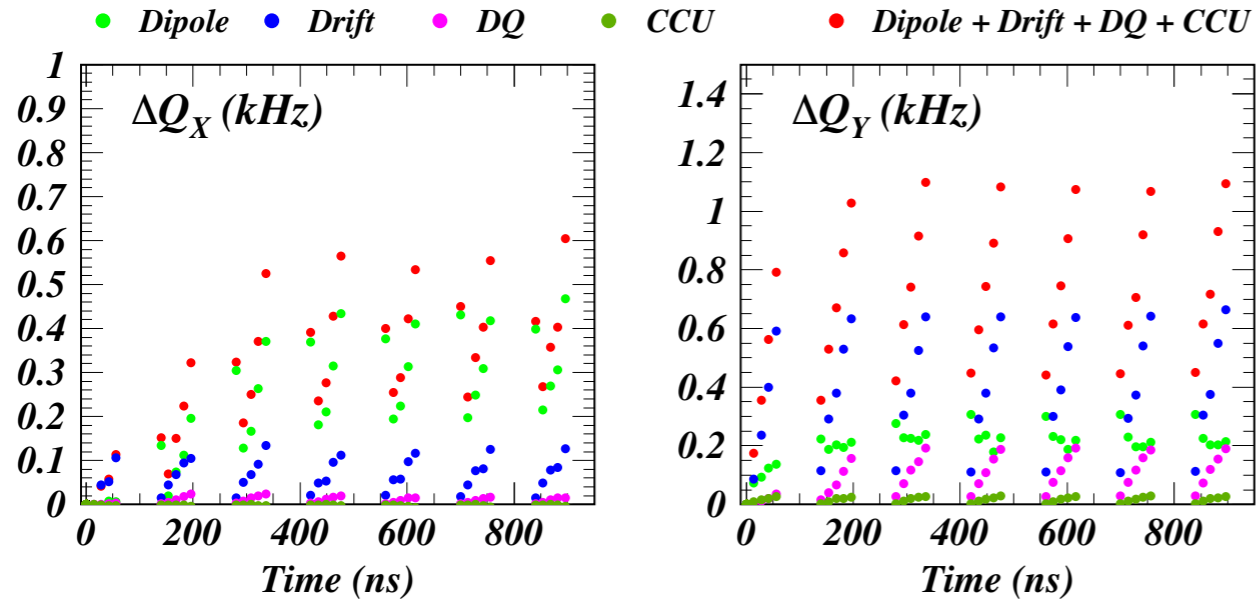 Dipole Drift DQ CCU Dipole + Drift + DQ + CCU
ΔQ_X (kHz)
1
0.9
0.8
0.7
0.6
0.5
0.4
0.3
0.2
0.1
0
0 200 400 600 800
Time (ns)
ΔQ_Y (kHz)
1.4
1.2
1
0.8
0.6
0.4
0.2
0
0 200 400 600 800
Time (ns)